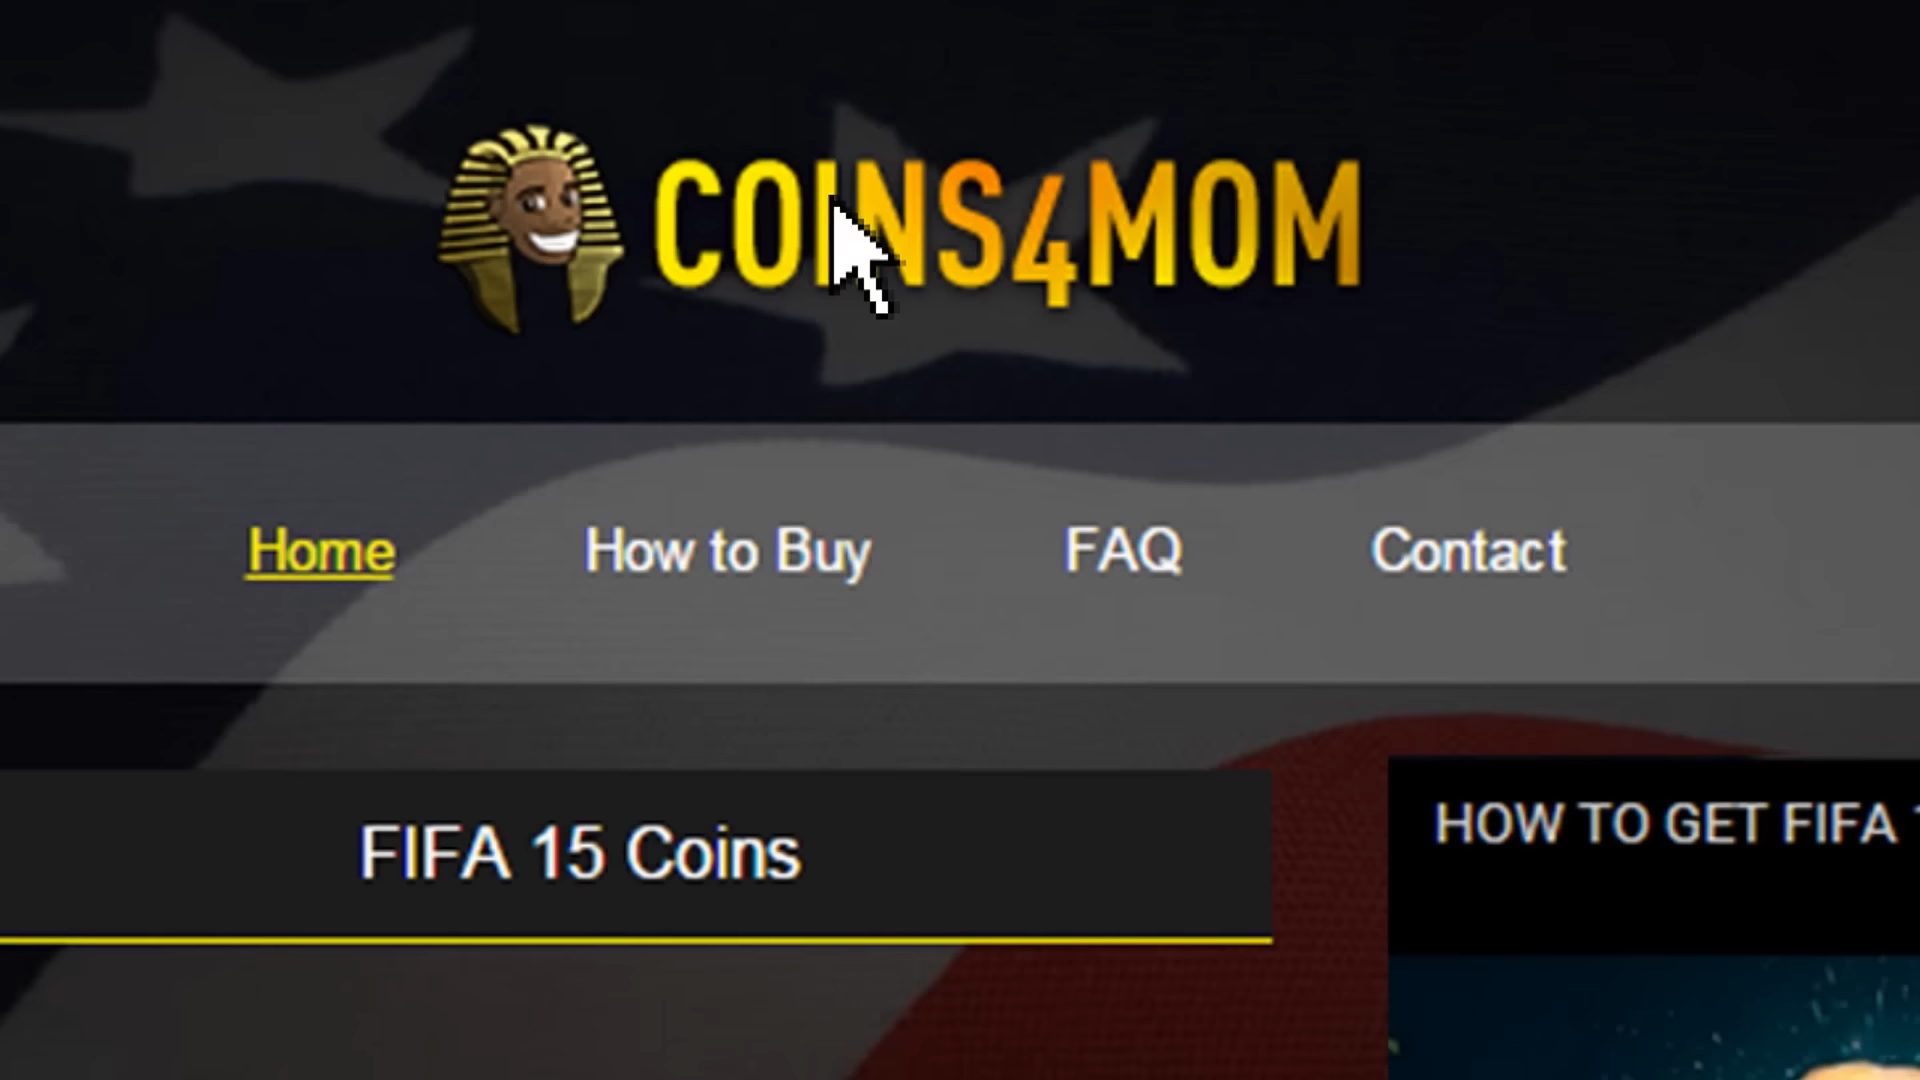 COINS4MOM
Home How to Buy FAQ Contact
FIFA 15 Coins
HOW TO GET FIFA